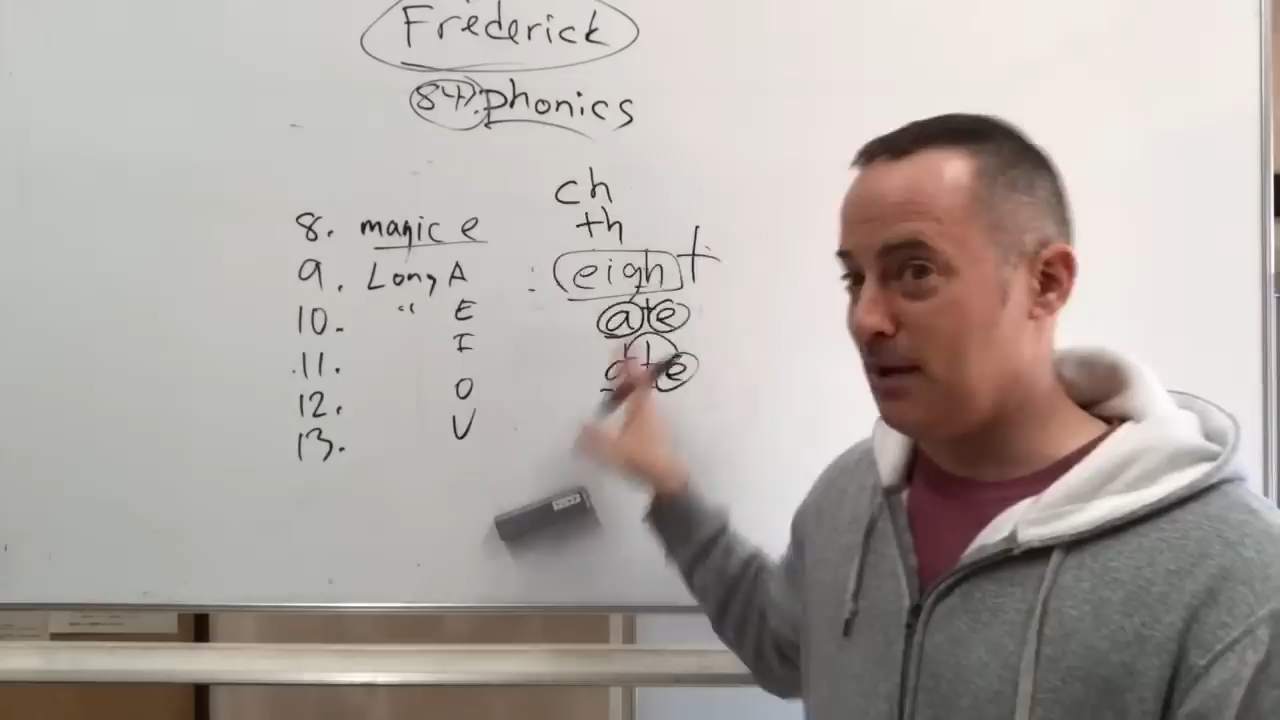 Frederick
84) phonics
ch
th
8. magic e
9. Long A : eight
10. " E ate
11. I
12. O
13. U